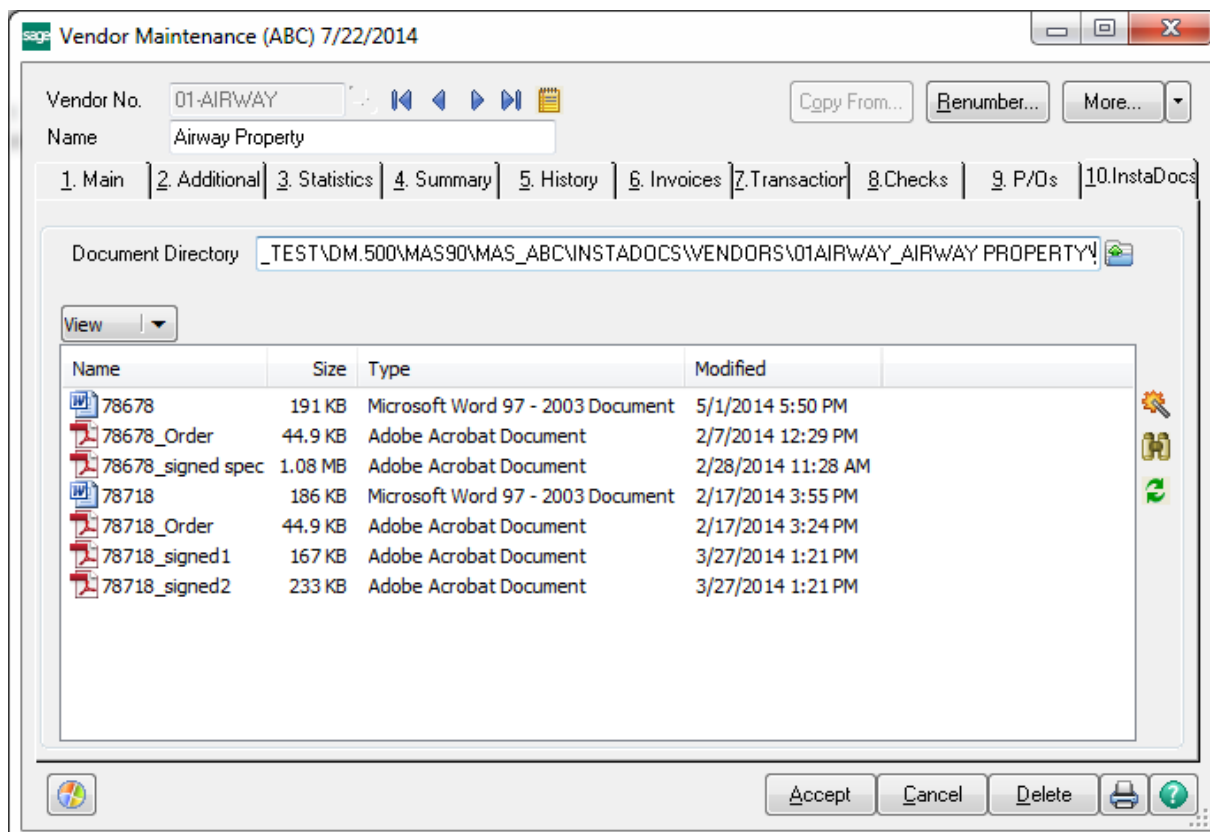 sage Vendor Maintenance (ABC) 7/22/2014
Vendor No. 01-AIRWAY Copy From... Renumber... More...
Name Airway Property
1. Main 2. Additional 3. Statistics 4. Summary 5. History 6. Invoices 7.Transaction 8.Checks 9. P/Os 10.InstaDocs
Document Directory _TEST\DM.500\MAS90\MAS_ABC\INSTADOCS\VENDORS\01AIRWAY_AIRWAY PROPERTY\
View
Name Size Type Modified
78678 191 KB Microsoft Word 97 - 2003 Document 5/1/2014 5:50 PM
78678_Order 44.9 KB Adobe Acrobat Document 2/7/2014 12:29 PM
78678_signed spec 1.08 MB Adobe Acrobat Document 2/28/2014 11:28 AM
78718 186 KB Microsoft Word 97 - 2003 Document 2/17/2014 3:55 PM
78718_Order 44.9 KB Adobe Acrobat Document 2/17/2014 3:24 PM
78718_signed1 167 KB Adobe Acrobat Document 3/27/2014 1:21 PM
78718_signed2 233 KB Adobe Acrobat Document 3/27/2014 1:21 PM
Accept Cancel Delete